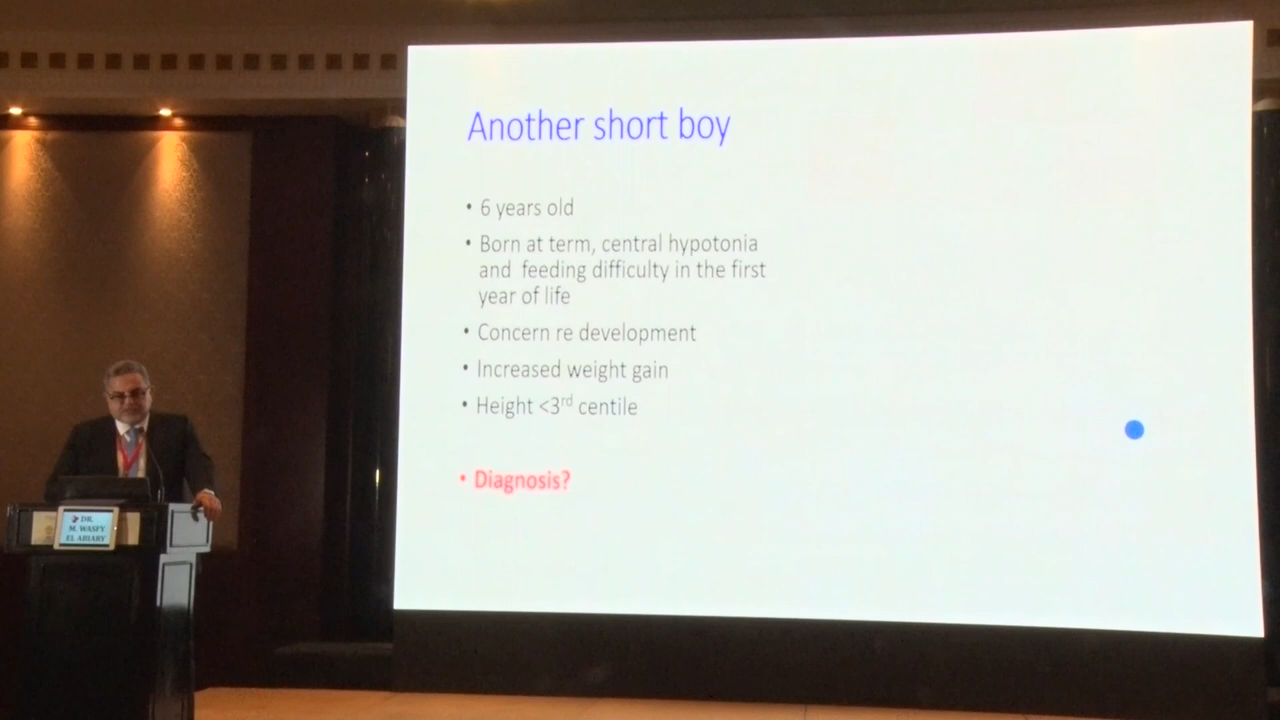 Another short boy
• 6 years old
• Born at term, central hypotonia
and feeding difficulty in the first
year of life
• Concern re development
• Increased weight gain
• Height <3rd centile
• Diagnosis?
DR.
M. WASFY
EL ABIARY